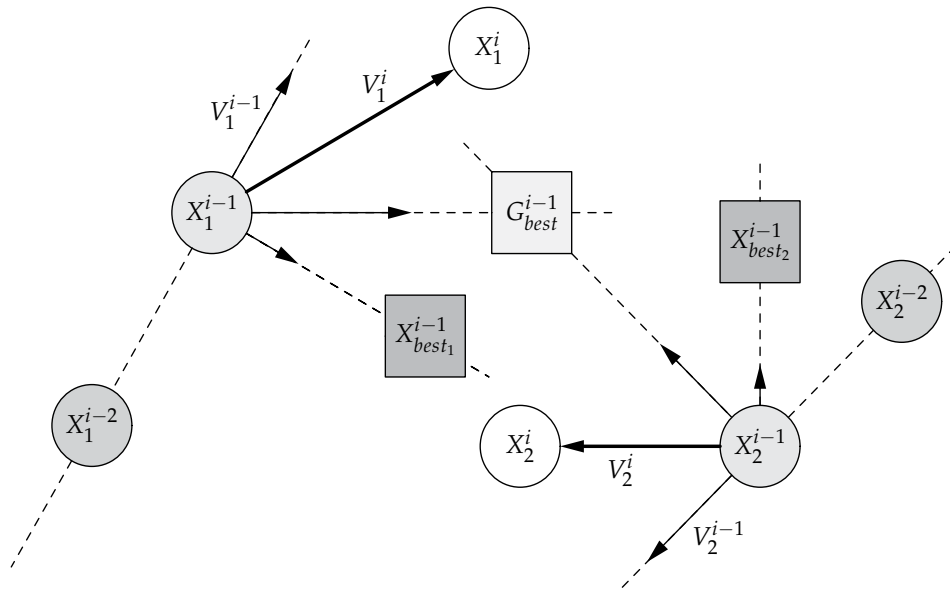 X_1^i
V_1^i
V_1^{i−1}
X_1^{i−1}
G_{best}^{i−1}
X_{best_2}^{i−1}
X_2^{i−2}
X_{best_1}^{i−1}
X_1^{i−2}
X_2^i
V_2^i
X_2^{i−1}
V_2^{i−1}